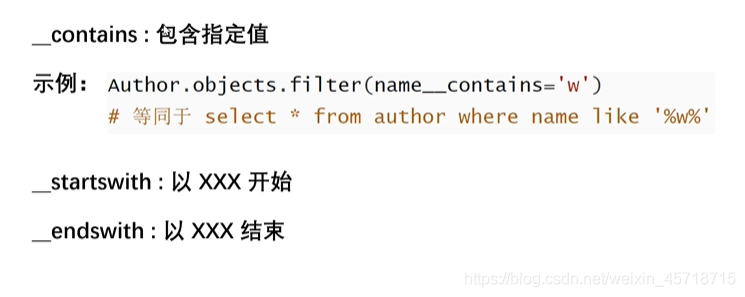 __contains : 包含指定值
示例： Author.objects.filter(name__contains='w')
# 等同于 select * from author where name like '%w%'
__startswith : 以 XXX 开始
__endswith : 以 XXX 结束
https://blog.csdn.net/weixin_45718715